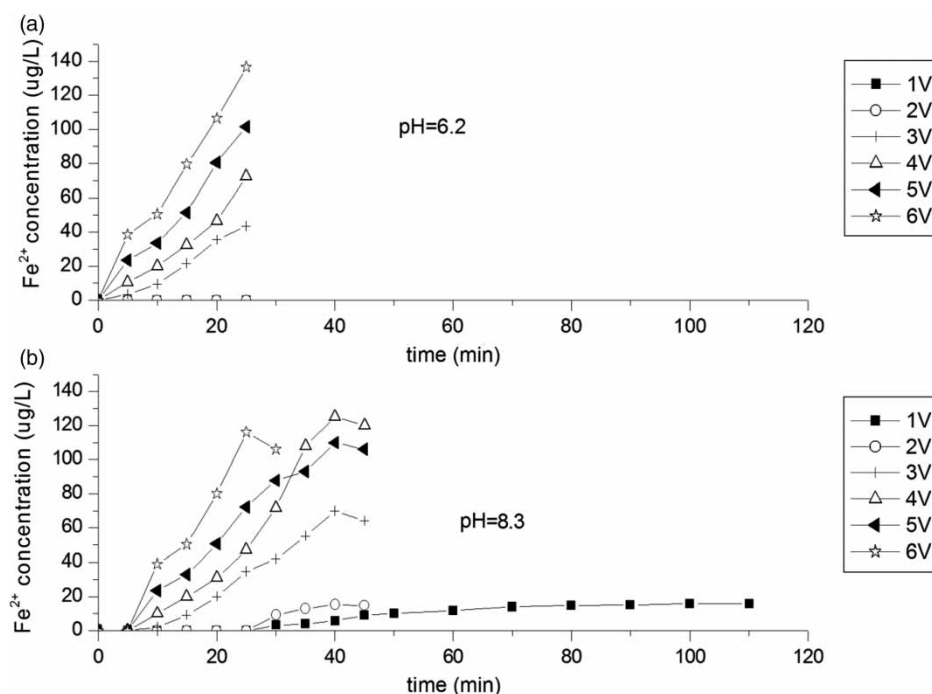 (a)
Fe²⁺ concentration (ug/L)
140
120
100
80
60
40
20
0
pH=6.2
0 20 40 60 80 100 120
time (min)
1V
2V
3V
4V
5V
6V
(b)
Fe²⁺ concentration (ug/L)
140
120
100
80
60
40
20
0
pH=8.3
0 20 40 60 80 100 120
time (min)
1V
2V
3V
4V
5V
6V